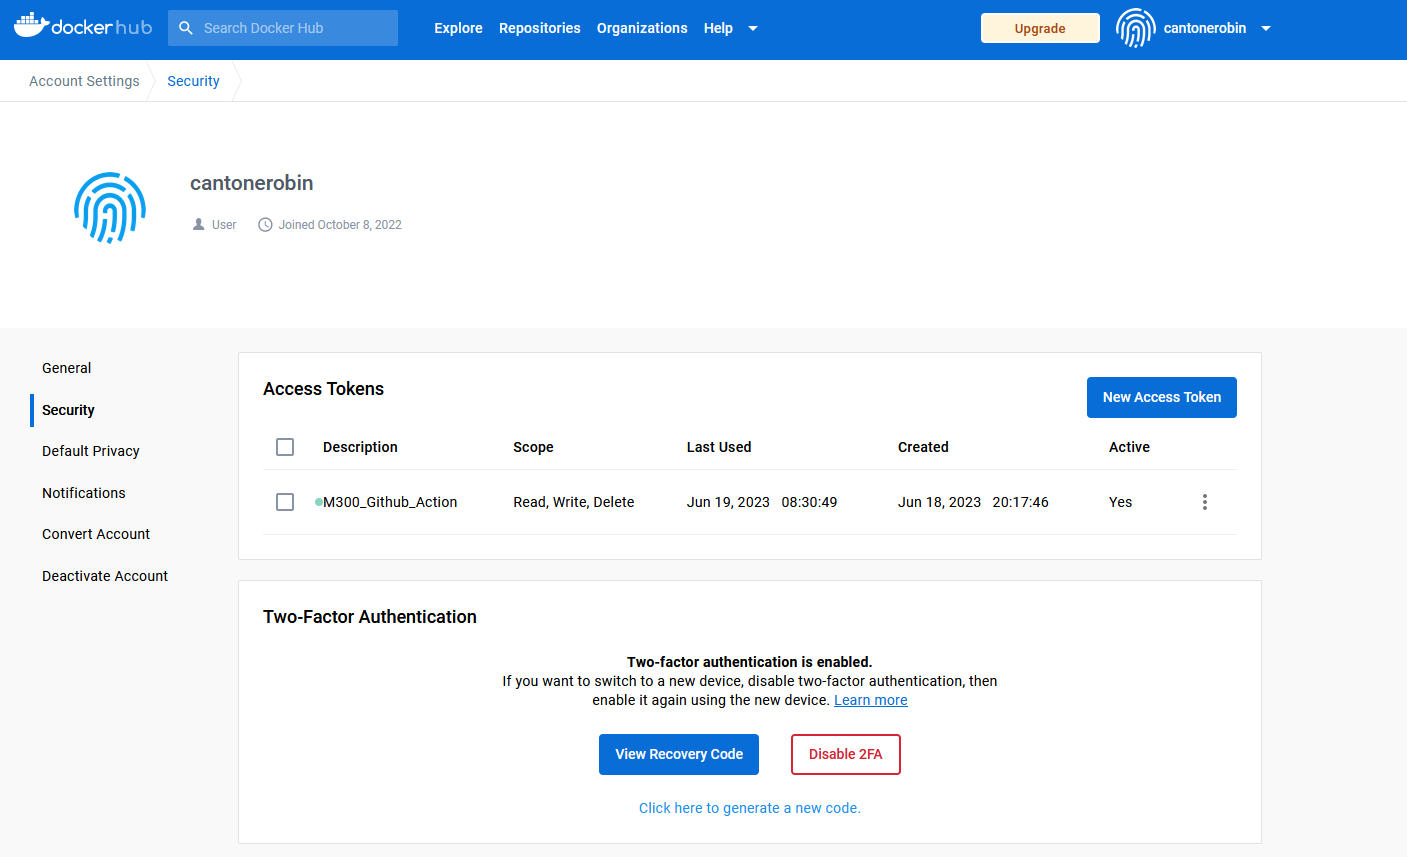 dockerhub Search Docker Hub Explore Repositories Organizations Help Upgrade cantonerobin
Account Settings Security
cantonerobin
User Joined October 8, 2022
General
Security
Default Privacy
Notifications
Convert Account
Deactivate Account
Access Tokens New Access Token
Description Scope Last Used Created Active
M300_Github_Action Read, Write, Delete Jun 19, 2023 08:30:49 Jun 18, 2023 20:17:46 Yes
Two-Factor Authentication
Two-factor authentication is enabled.
If you want to switch to a new device, disable two-factor authentication, then
enable it again using the new device. Learn more
View Recovery Code Disable 2FA
Click here to generate a new code.